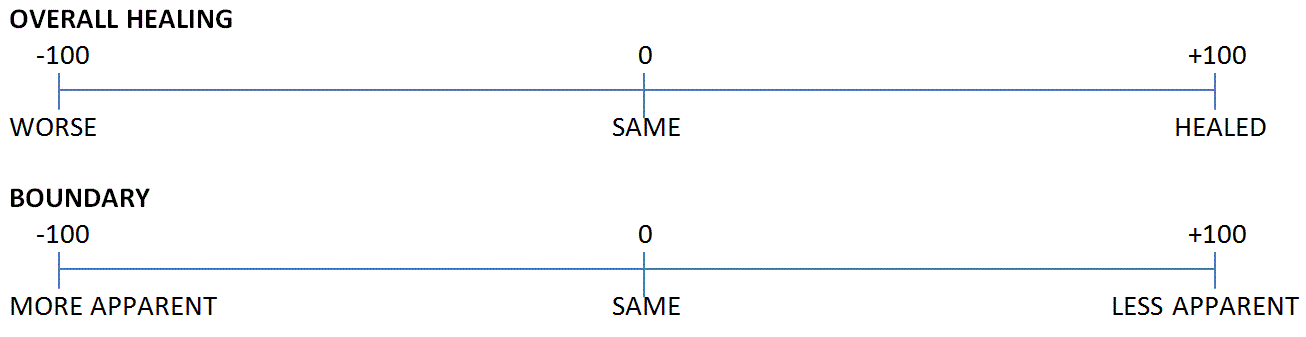 OVERALL HEALING
-100 0 +100
WORSE SAME HEALED
BOUNDARY
-100 0 +100
MORE APPARENT SAME LESS APPARENT